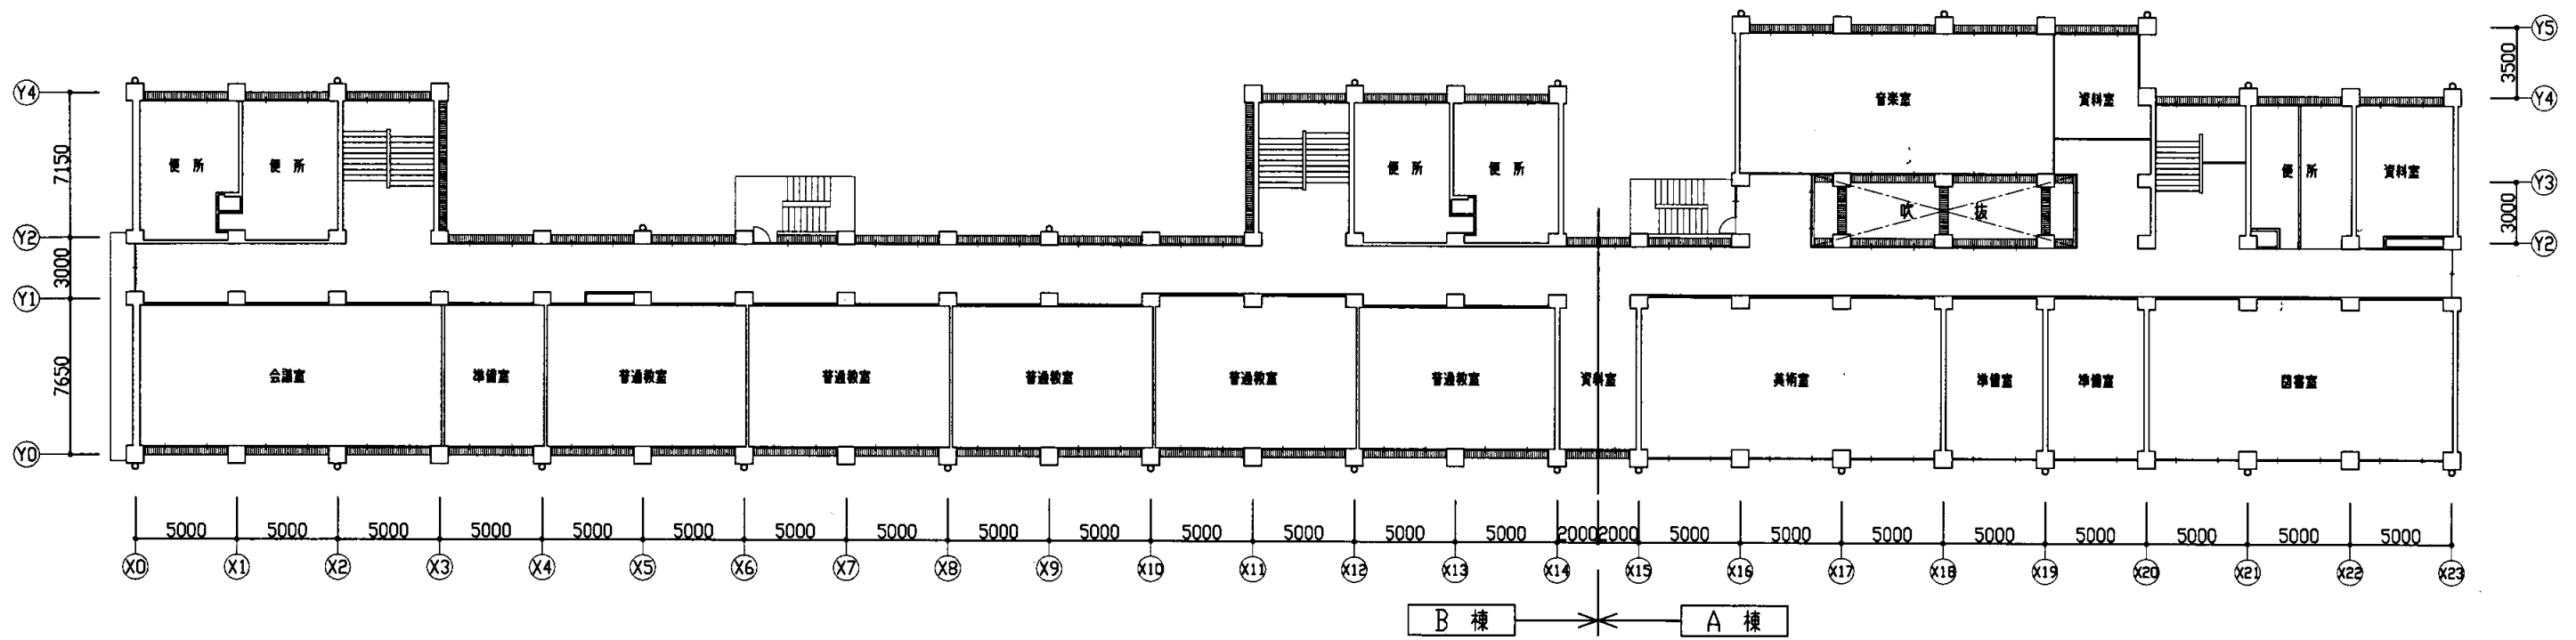 Y5
3500
Y4
Y4
音楽室
資料室
7150
便 所
便 所
便 所
便 所
便 所
資料室
Y3
吹 抜
3000
Y2
Y2
3000
Y1
7650
会議室
準備室
普通教室
普通教室
普通教室
普通教室
普通教室
資料室
美術室
準備室
準備室
図書室
Y0
5000 5000 5000 5000 5000 5000 5000 5000 5000 5000 5000 5000 5000 5000 2000 2000 5000 5000 5000 5000 5000 5000 5000 5000
X0 X1 X2 X3 X4 X5 X6 X7 X8 X9 X10 X11 X12 X13 X14 X15 X16 X17 X18 X19 X20 X21 X22 X23
B 棟
A 棟